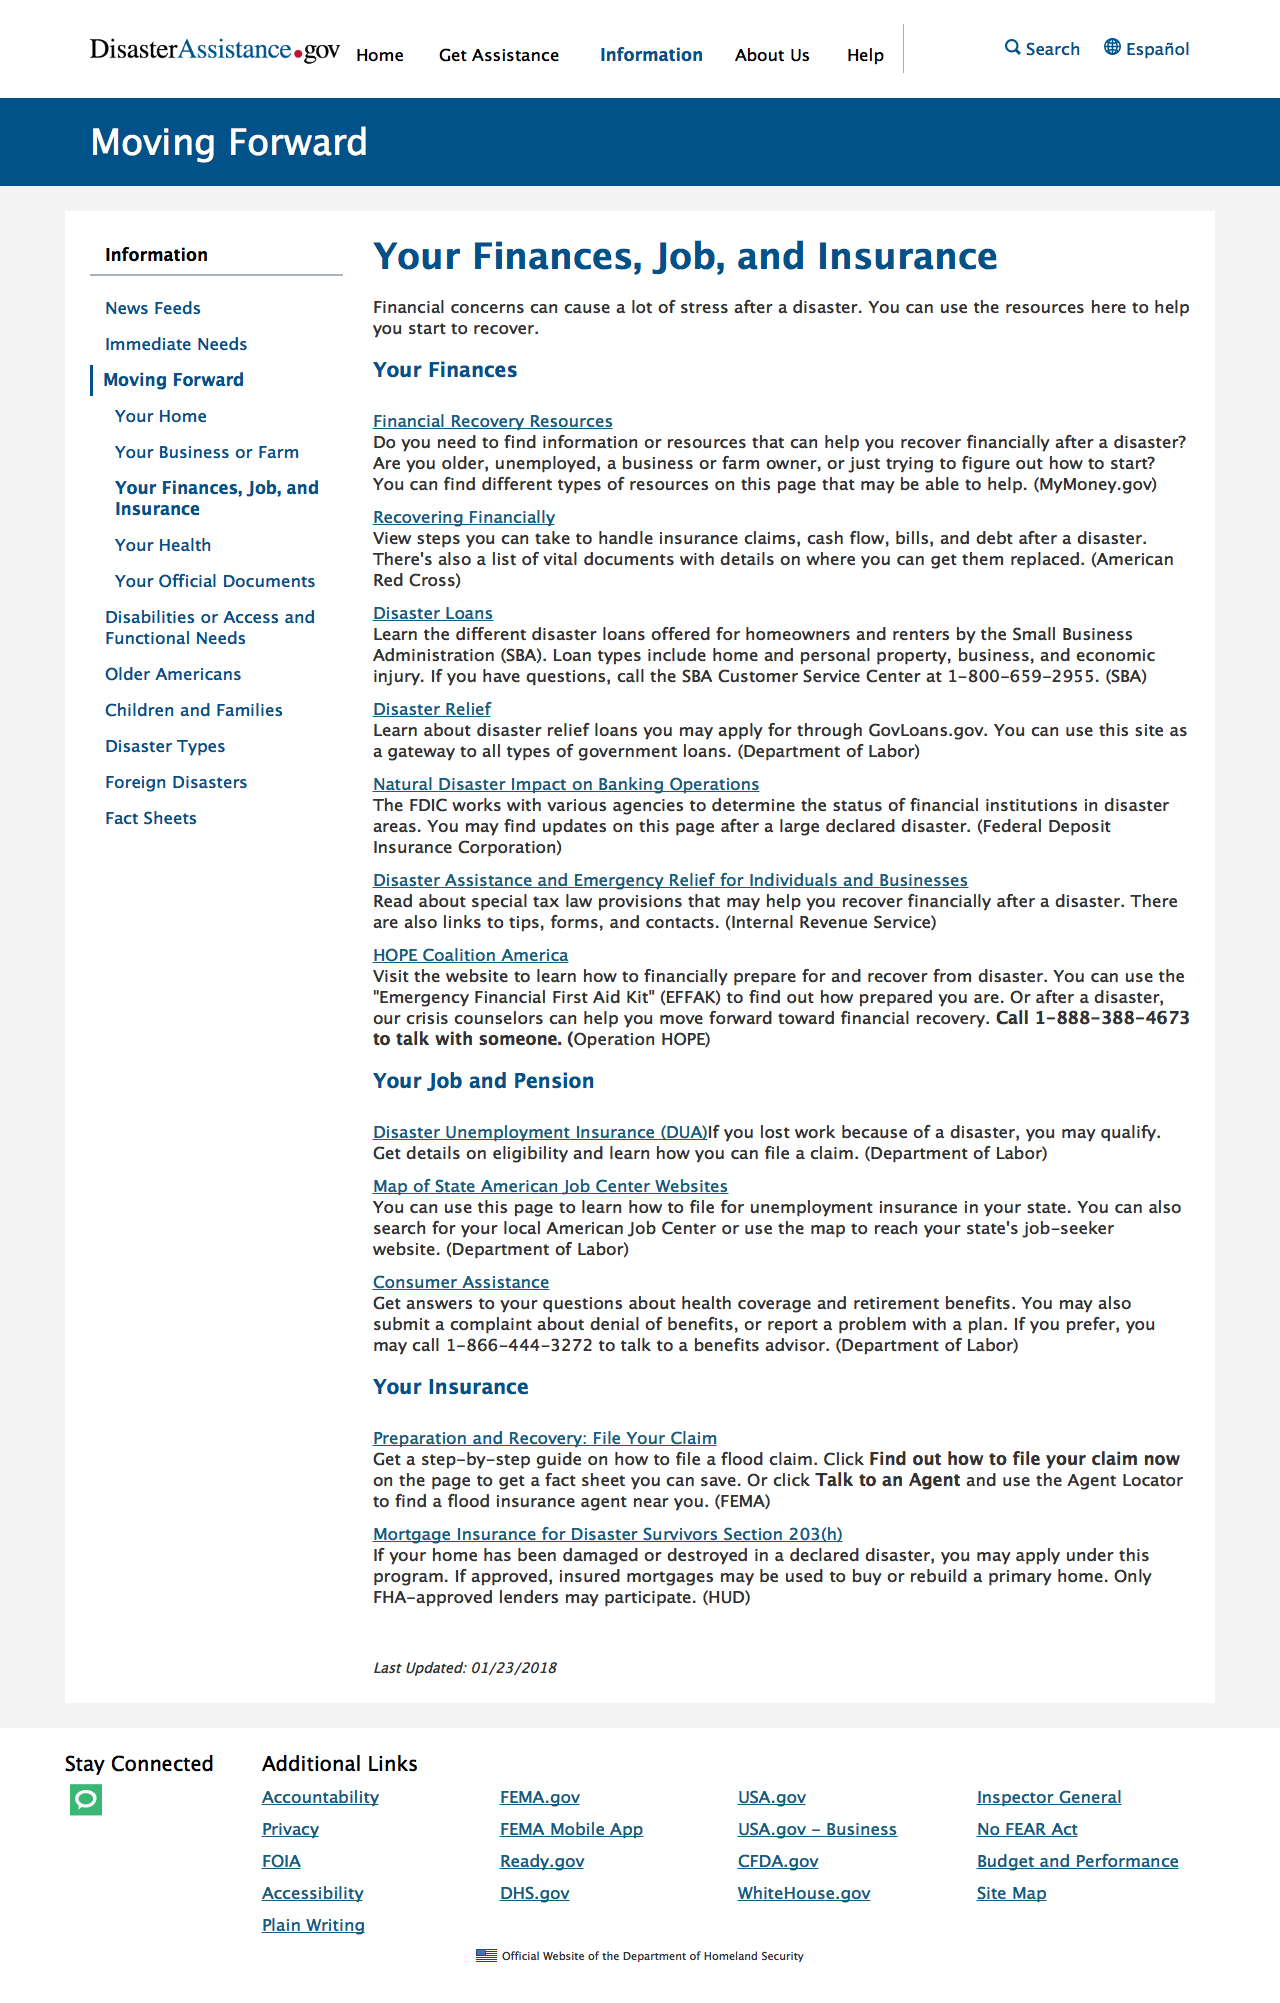 DisasterAssistance.gov
Home
Get Assistance
Information
About Us
Help
Search
Español
Moving Forward
Information
News Feeds
Immediate Needs
Moving Forward
Your Home
Your Business or Farm
Your Finances, Job, and
Insurance
Your Health
Your Official Documents
Disabilities or Access and
Functional Needs
Older Americans
Children and Families
Disaster Types
Foreign Disasters
Fact Sheets
Your Finances, Job, and Insurance
Financial concerns can cause a lot of stress after a disaster. You can use the resources here to help
you start to recover.
Your Finances
Financial Recovery Resources
Do you need to find information or resources that can help you recover financially after a disaster?
Are you older, unemployed, a business or farm owner, or just trying to figure out how to start?
You can find different types of resources on this page that may be able to help. (MyMoney.gov)
Recovering Financially
View steps you can take to handle insurance claims, cash flow, bills, and debt after a disaster.
There's also a list of vital documents with details on where you can get them replaced. (American
Red Cross)
Disaster Loans
Learn the different disaster loans offered for homeowners and renters by the Small Business
Administration (SBA). Loan types include home and personal property, business, and economic
injury. If you have questions, call the SBA Customer Service Center at 1-800-659-2955. (SBA)
Disaster Relief
Learn about disaster relief loans you may apply for through GovLoans.gov. You can use this site as
a gateway to all types of government loans. (Department of Labor)
Natural Disaster Impact on Banking Operations
The FDIC works with various agencies to determine the status of financial institutions in disaster
areas. You may find updates on this page after a large declared disaster. (Federal Deposit
Insurance Corporation)
Disaster Assistance and Emergency Relief for Individuals and Businesses
Read about special tax law provisions that may help you recover financially after a disaster. There
are also links to tips, forms, and contacts. (Internal Revenue Service)
HOPE Coalition America
Visit the website to learn how to financially prepare for and recover from disaster. You can use the
"Emergency Financial First Aid Kit" (EFFAK) to find out how prepared you are. Or after a disaster,
our crisis counselors can help you move forward toward financial recovery. Call 1-888-388-4673
to talk with someone. (Operation HOPE)
Your Job and Pension
Disaster Unemployment Insurance (DUA)If you lost work because of a disaster, you may qualify.
Get details on eligibility and learn how you can file a claim. (Department of Labor)
Map of State American Job Center Websites
You can use this page to learn how to file for unemployment insurance in your state. You can also
search for your local American Job Center or use the map to reach your state's job-seeker
website. (Department of Labor)
Consumer Assistance
Get answers to your questions about health coverage and retirement benefits. You may also
submit a complaint about denial of benefits, or report a problem with a plan. If you prefer, you
may call 1-866-444-3272 to talk to a benefits advisor. (Department of Labor)
Your Insurance
Preparation and Recovery: File Your Claim
Get a step-by-step guide on how to file a flood claim. Click Find out how to file your claim now
on the page to get a fact sheet you can save. Or click Talk to an Agent and use the Agent Locator
to find a flood insurance agent near you. (FEMA)
Mortgage Insurance for Disaster Survivors Section 203(h)
If your home has been damaged or destroyed in a declared disaster, you may apply under this
program. If approved, insured mortgages may be used to buy or rebuild a primary home. Only
FHA-approved lenders may participate. (HUD)
Last Updated: 01/23/2018
Stay Connected
Additional Links
Accountability
Privacy
FOIA
Accessibility
Plain Writing
FEMA.gov
FEMA Mobile App
Ready.gov
DHS.gov
USA.gov
USA.gov - Business
CFDA.gov
WhiteHouse.gov
Inspector General
No FEAR Act
Budget and Performance
Site Map
Official Website of the Department of Homeland Security